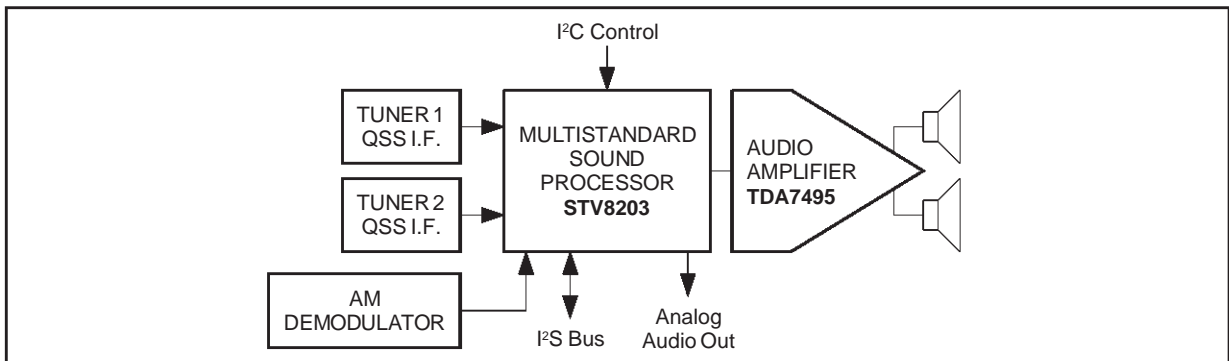 I²C Control
TUNER 1
QSS I.F.
MULTISTANDARD
SOUND
PROCESSOR
STV8203
AUDIO
AMPLIFIER
TDA7495
TUNER 2
QSS I.F.
AM
DEMODULATOR
I²S Bus
Analog
Audio Out